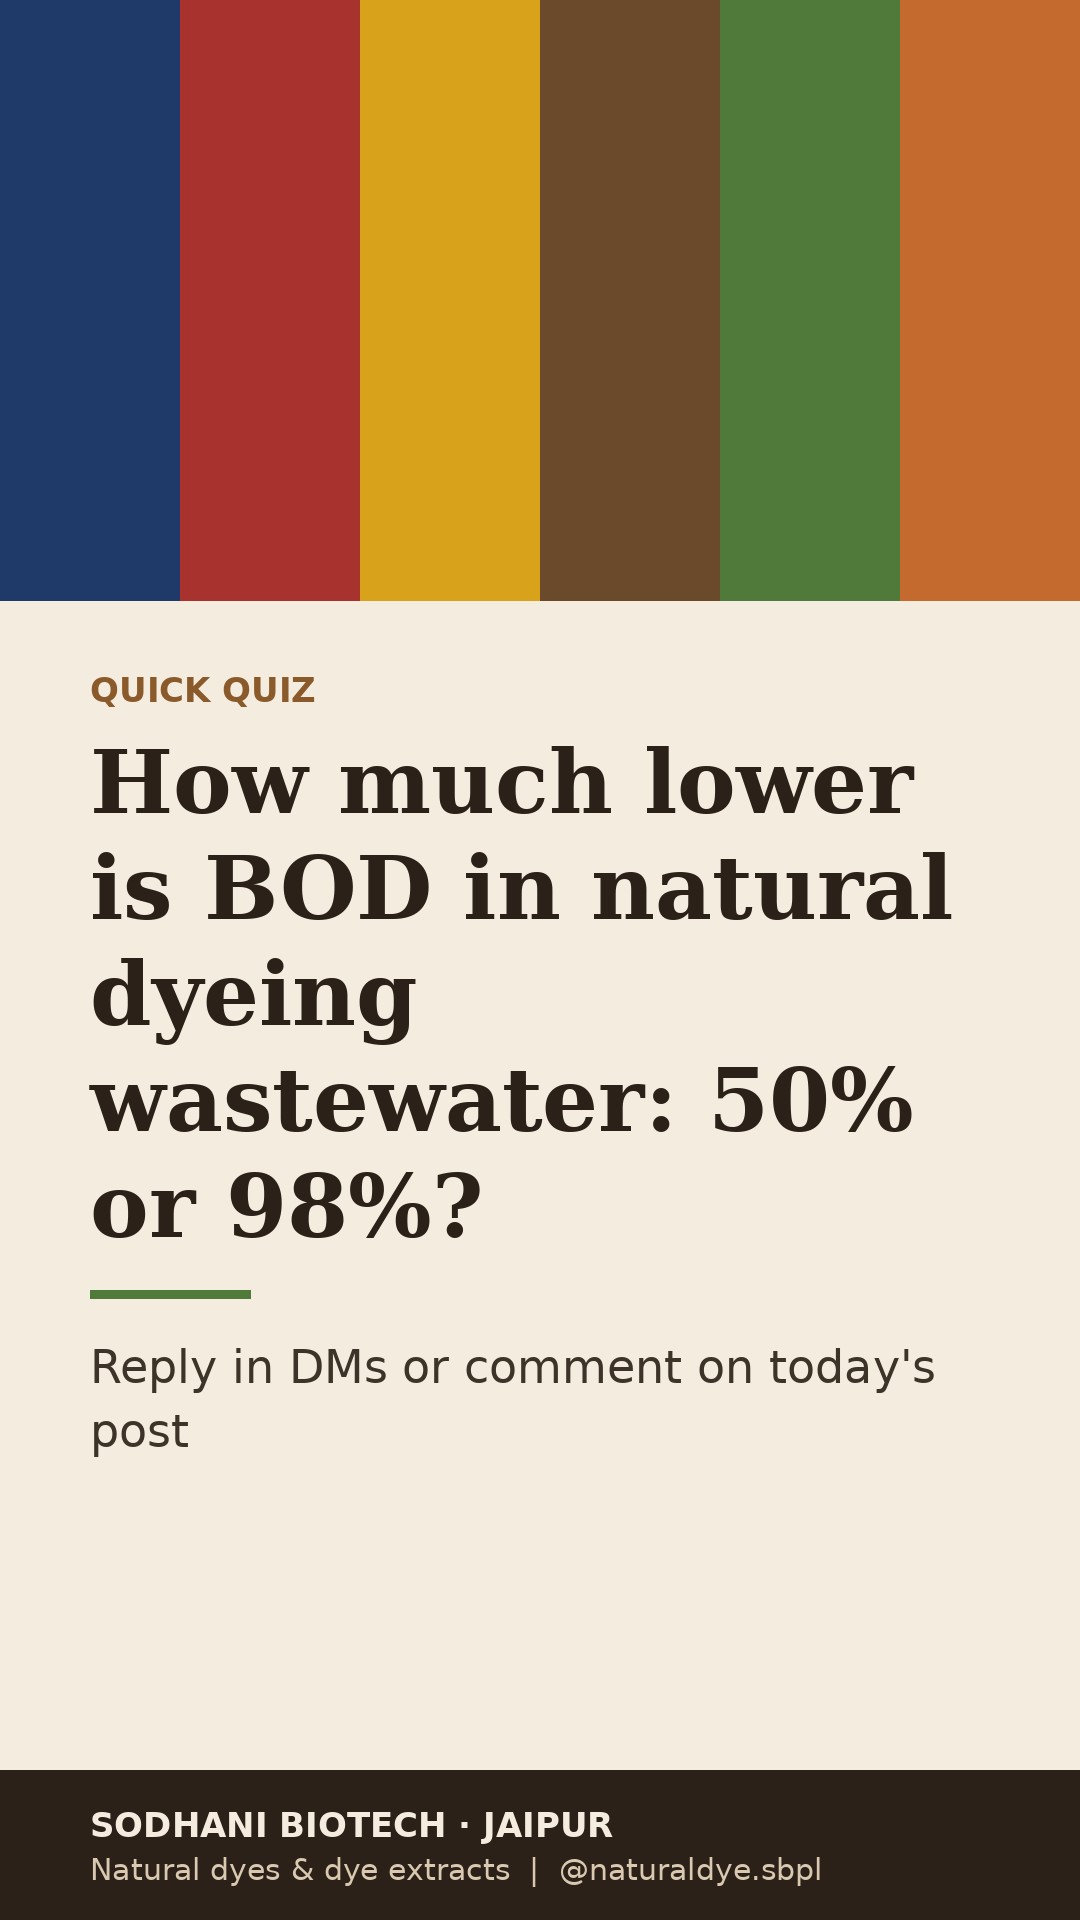 QUICK QUIZ
How much lower
is BOD in natural
dyeing
wastewater: 50%
or 98%?
Reply in DMs or comment on today's
post
SODHANI BIOTECH · JAIPUR
Natural dyes & dye extracts | @naturaldye.sbpl